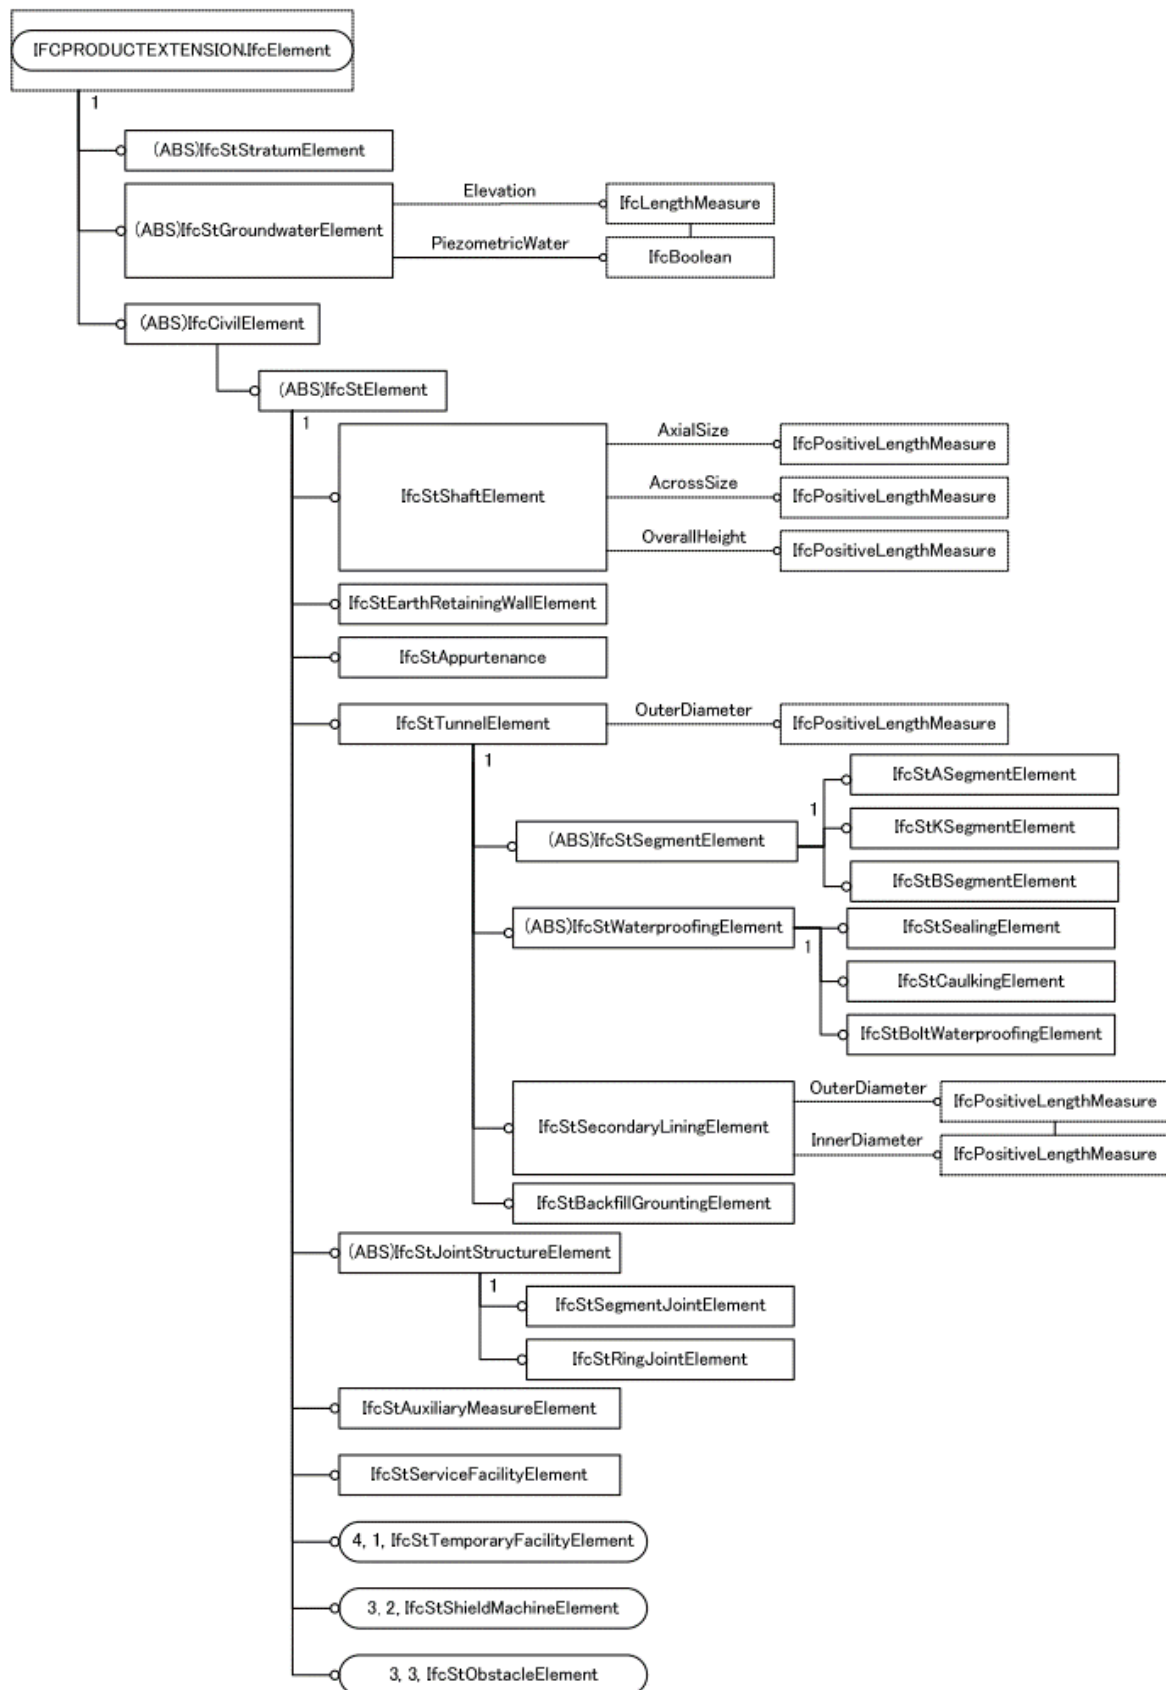 IFCPRODUCTEXTENSION.IfcElement
1
(ABS)IfcStStratumElement
(ABS)IfcStGroundwaterElement
Elevation
IfcLengthMeasure
PiezometricWater
IfcBoolean
(ABS)IfcCivilElement
(ABS)IfcStElement
1
IfcStShaftElement
AxialSize
IfcPositiveLengthMeasure
AcrossSize
IfcPositiveLengthMeasure
OverallHeight
IfcPositiveLengthMeasure
IfcStEarthRetainingWallElement
IfcStAppurtenance
IfcStTunnelElement
OuterDiameter
IfcPositiveLengthMeasure
1
(ABS)IfcStSegmentElement
1
IfcStASegmentElement
IfcStKSegmentElement
IfcStBSegmentElement
(ABS)IfcStWaterproofingElement
1
IfcStSealingElement
IfcStCaulkingElement
IfcStBoltWaterproofingElement
IfcStSecondaryLiningElement
OuterDiameter
IfcPositiveLengthMeasure
InnerDiameter
IfcPositiveLengthMeasure
IfcStBackfillGrountingElement
(ABS)IfcStJointStructureElement
1
IfcStSegmentJointElement
IfcStRingJointElement
IfcStAuxiliaryMeasureElement
IfcStServiceFacilityElement
4, 1, IfcStTemporaryFacilityElement
3, 2, IfcStShieldMachineElement
3, 3, IfcStObstacleElement